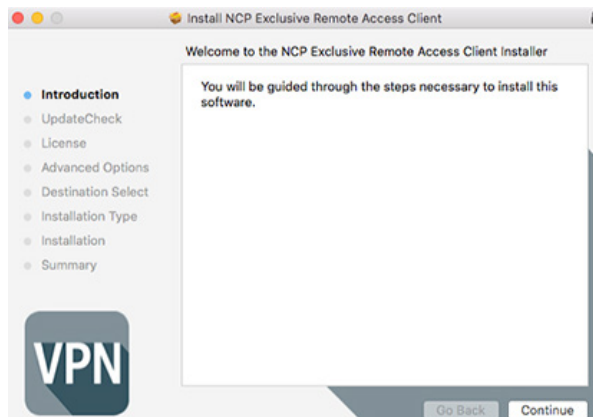 Install NCP Exclusive Remote Access Client
Welcome to the NCP Exclusive Remote Access Client Installer
Introduction
UpdateCheck
License
Advanced Options
Destination Select
Installation Type
Installation
Summary
You will be guided through the steps necessary to install this
software.
VPN
Go Back
Continue